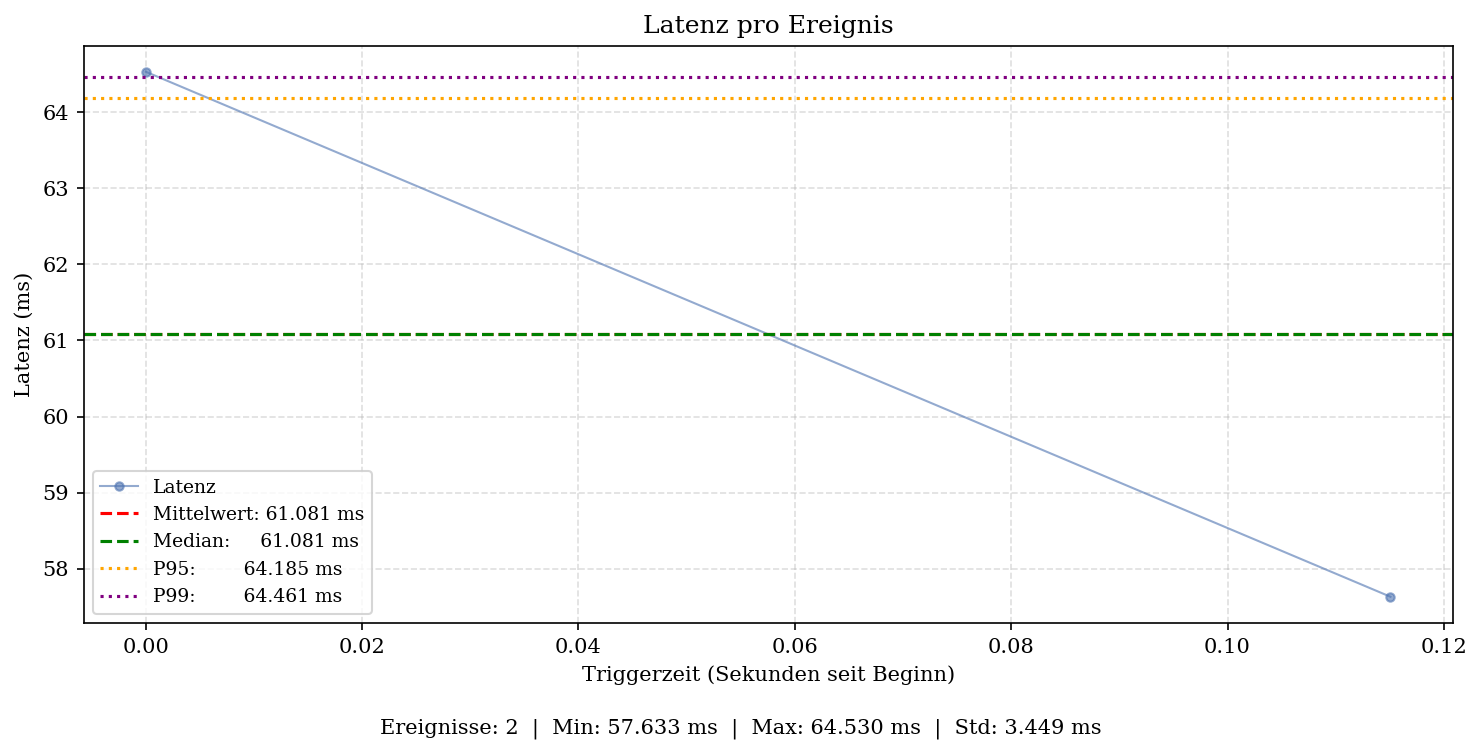 Latenz pro Ereignis
Latenz (ms)
64
63
62
61
60
59
58
Latenz
Mittelwert: 61.081 ms
Median: 61.081 ms
P95: 64.185 ms
P99: 64.461 ms
0.00 0.02 0.04 0.06 0.08 0.10 0.12
Triggerzeit (Sekunden seit Beginn)
Ereignisse: 2 | Min: 57.633 ms | Max: 64.530 ms | Std: 3.449 ms